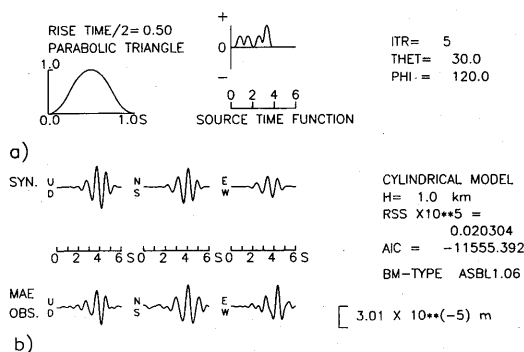 RISE TIME/2= 0.50
PARABOLIC TRIANGLE
1.0
0.0 1.0S
+
0
−
0 2 4 6
SOURCE TIME FUNCTION
ITR= 5
THET= 30.0
PHI = 120.0
a)
SYN. U D N S E W
0 2 4 6 S 0 2 4 6 S 0 2 4 6 S
MAE
OBS. U D N S E W
CYLINDRICAL MODEL
H= 1.0 km
RSS X10**5 =
0.020304
AIC = -11555.392
BM-TYPE ASBL1.06
3.01 X 10**(-5) m
b)